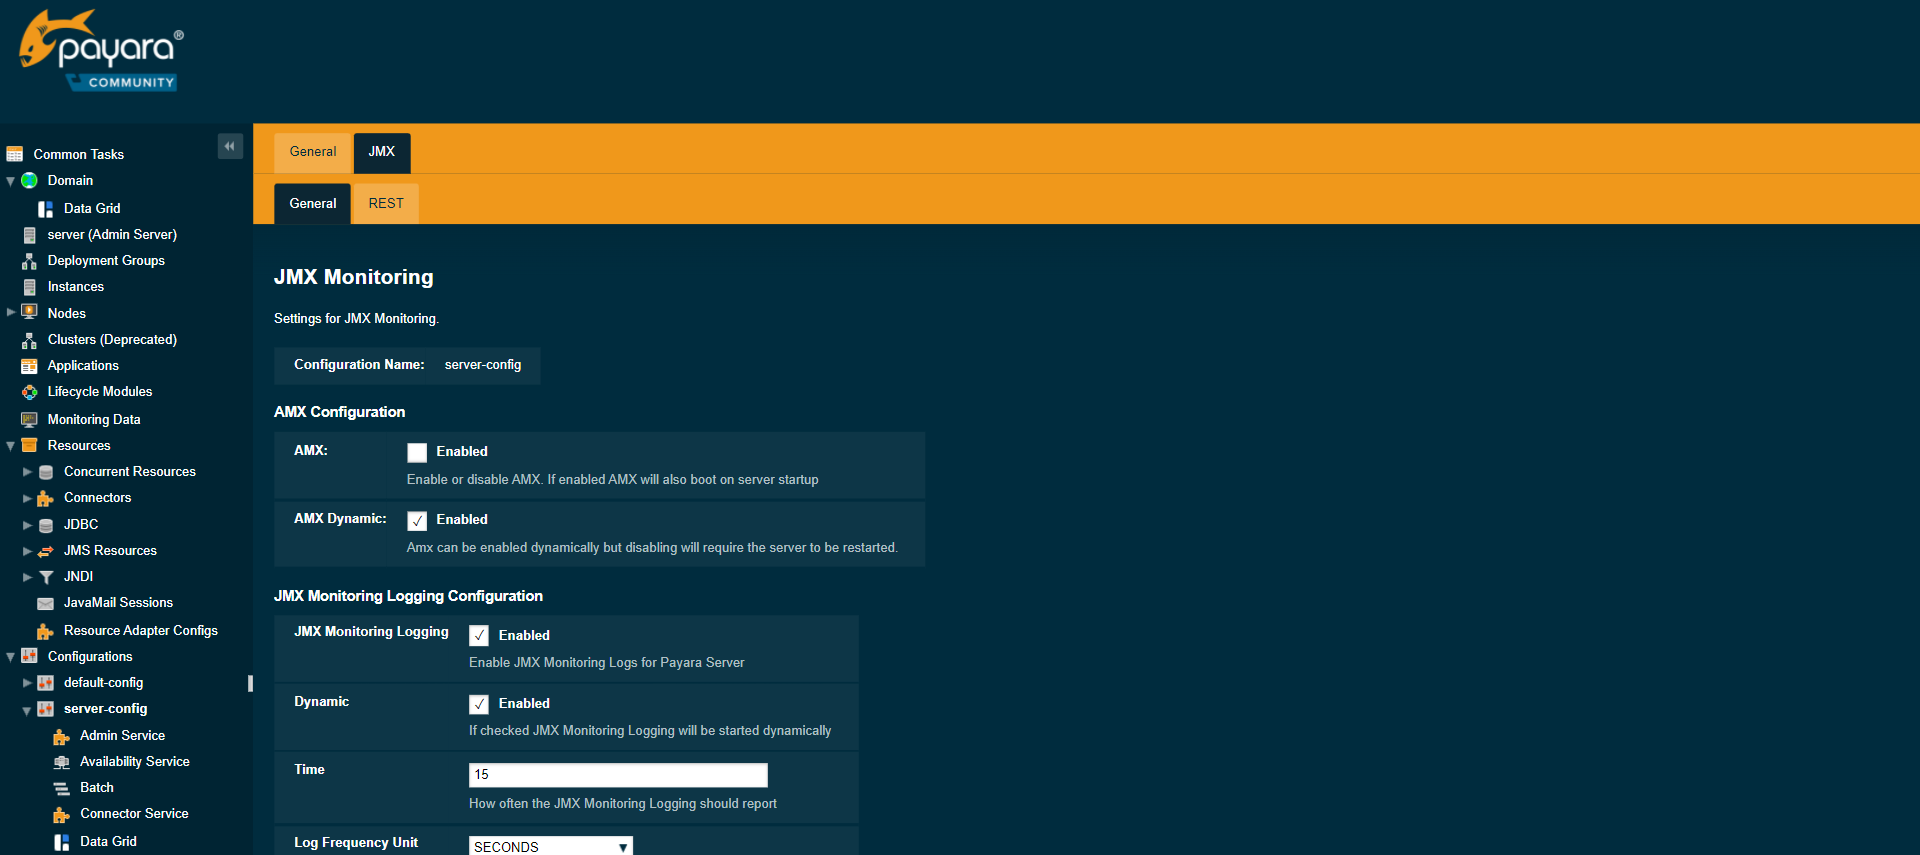 payara®
COMMUNITY
Common Tasks
Domain
Data Grid
server (Admin Server)
Deployment Groups
Instances
Nodes
Clusters (Deprecated)
Applications
Lifecycle Modules
Monitoring Data
Resources
Concurrent Resources
Connectors
JDBC
JMS Resources
JNDI
JavaMail Sessions
Resource Adapter Configs
Configurations
default-config
server-config
Admin Service
Availability Service
Batch
Connector Service
Data Grid
General JMX
General REST
JMX Monitoring
Settings for JMX Monitoring.
Configuration Name: server-config
AMX Configuration
AMX: Enabled
Enable or disable AMX. If enabled AMX will also boot on server startup
AMX Dynamic: Enabled
Amx can be enabled dynamically but disabling will require the server to be restarted.
JMX Monitoring Logging Configuration
JMX Monitoring Logging Enabled
Enable JMX Monitoring Logs for Payara Server
Dynamic Enabled
If checked JMX Monitoring Logging will be started dynamically
Time 15
How often the JMX Monitoring Logging should report
Log Frequency Unit SECONDS